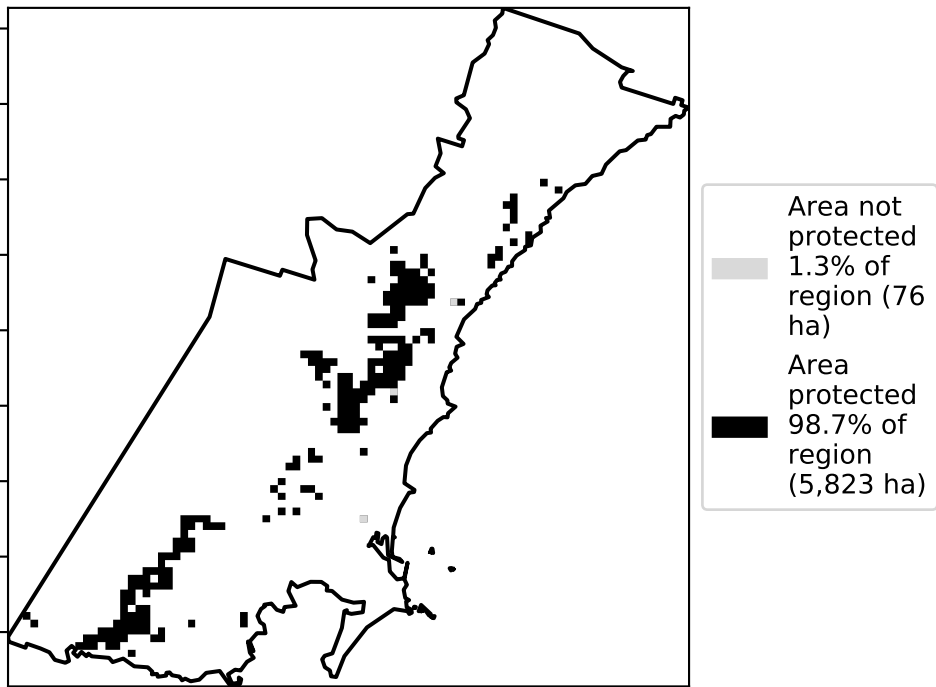 Area not
protected
1.3% of
region (76
ha)
Area
protected
98.7% of
region
(5,823 ha)